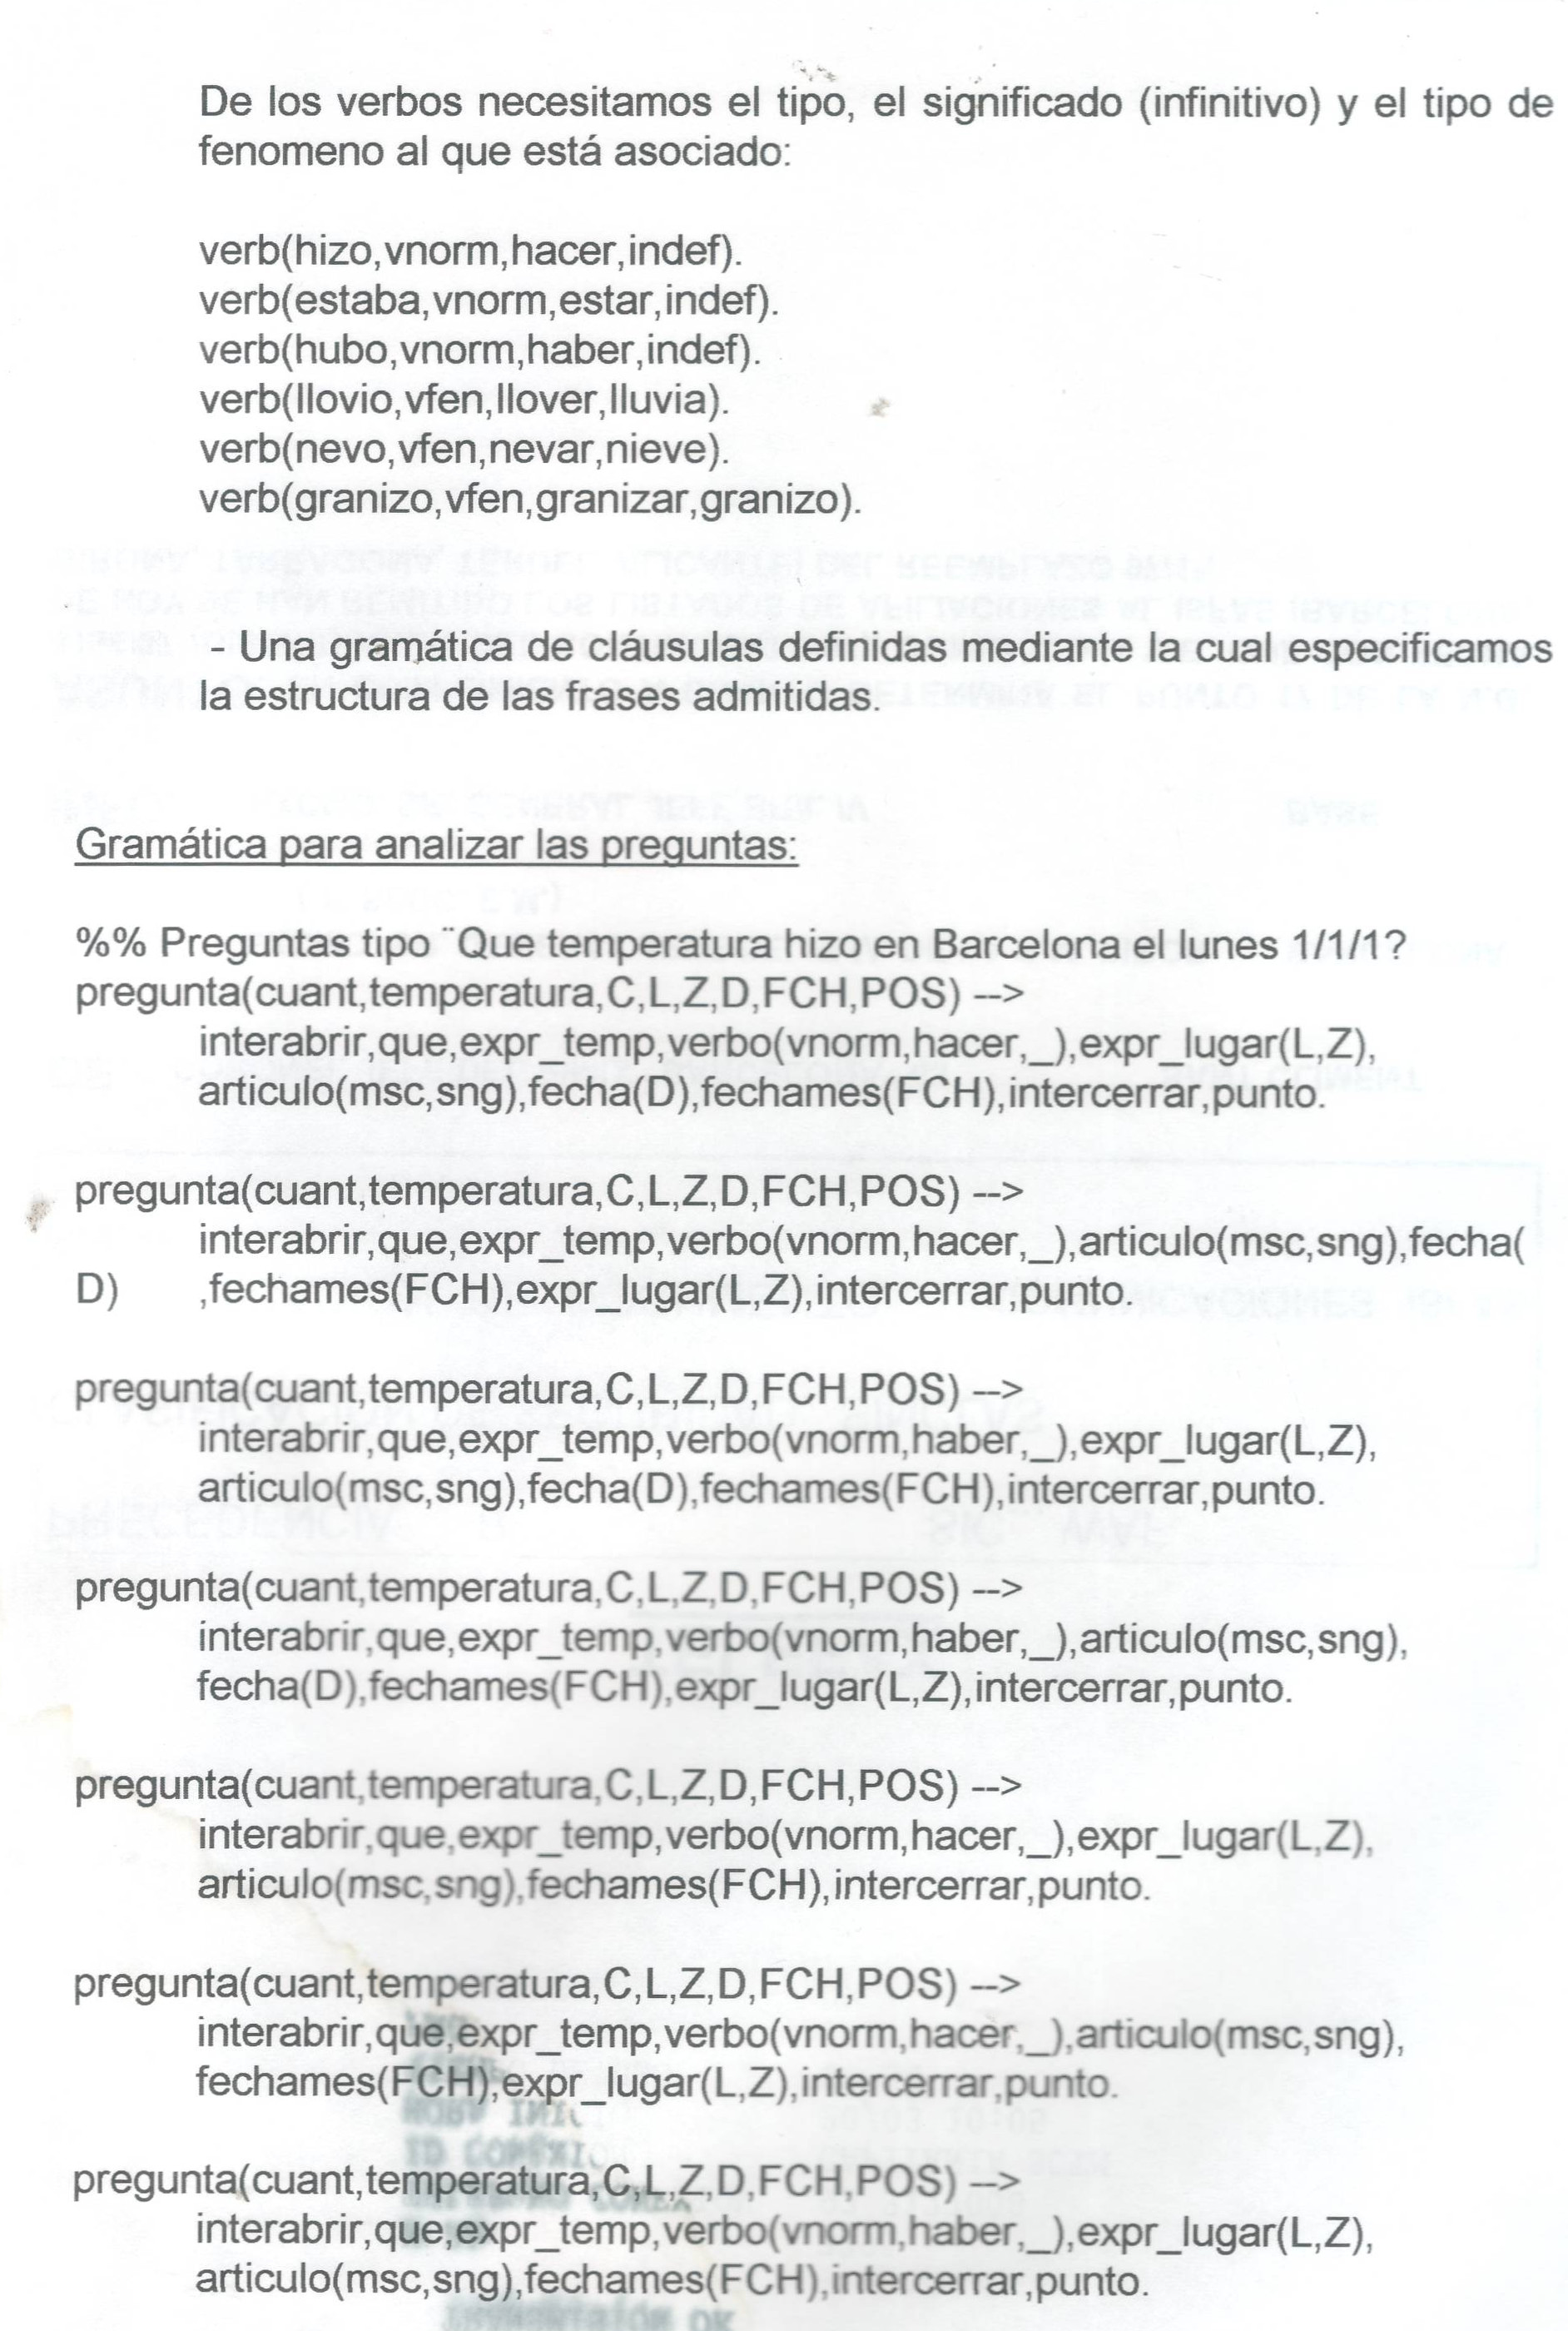 De los verbos necesitamos el tipo, el significado (infinitivo) y el tipo de
fenomeno al que está asociado:
verb(hizo,vnorm,hacer,indef).
verb(estaba,vnorm,estar,indef).
verb(hubo,vnorm,haber,indef).
verb(llovio,vfen,llover,lluvia).
verb(nevo,vfen,nevar,nieve).
verb(granizo,vfen,granizar,granizo).
- Una gramática de cláusulas definidas mediante la cual especificamos
la estructura de las frases admitidas.
Gramática para analizar las preguntas:
%% Preguntas tipo ¨Que temperatura hizo en Barcelona el lunes 1/1/1?
pregunta(cuant,temperatura,C,L,Z,D,FCH,POS) -->
interabrir,que,expr_temp,verbo(vnorm,hacer,_),expr_lugar(L,Z),
articulo(msc,sng),fecha(D),fechames(FCH),intercerrar,punto.
pregunta(cuant,temperatura,C,L,Z,D,FCH,POS) -->
interabrir,que,expr_temp,verbo(vnorm,hacer,_),articulo(msc,sng),fecha(
D) ,fechames(FCH),expr_lugar(L,Z),intercerrar,punto.
pregunta(cuant,temperatura,C,L,Z,D,FCH,POS) -->
interabrir,que,expr_temp,verbo(vnorm,haber,_),expr_lugar(L,Z),
articulo(msc,sng),fecha(D),fechames(FCH),intercerrar,punto.
pregunta(cuant,temperatura,C,L,Z,D,FCH,POS) -->
interabrir,que,expr_temp,verbo(vnorm,haber,_),articulo(msc,sng),
fecha(D),fechames(FCH),expr_lugar(L,Z),intercerrar,punto.
pregunta(cuant,temperatura,C,L,Z,D,FCH,POS) -->
interabrir,que,expr_temp,verbo(vnorm,hacer,_),expr_lugar(L,Z),
articulo(msc,sng),fechames(FCH),intercerrar,punto.
pregunta(cuant,temperatura,C,L,Z,D,FCH,POS) -->
interabrir,que,expr_temp,verbo(vnorm,hacer,_),articulo(msc,sng),
fechames(FCH),expr_lugar(L,Z),intercerrar,punto.
pregunta(cuant,temperatura,C,L,Z,D,FCH,POS) -->
interabrir,que,expr_temp,verbo(vnorm,haber,_),expr_lugar(L,Z),
articulo(msc,sng),fechames(FCH),intercerrar,punto.